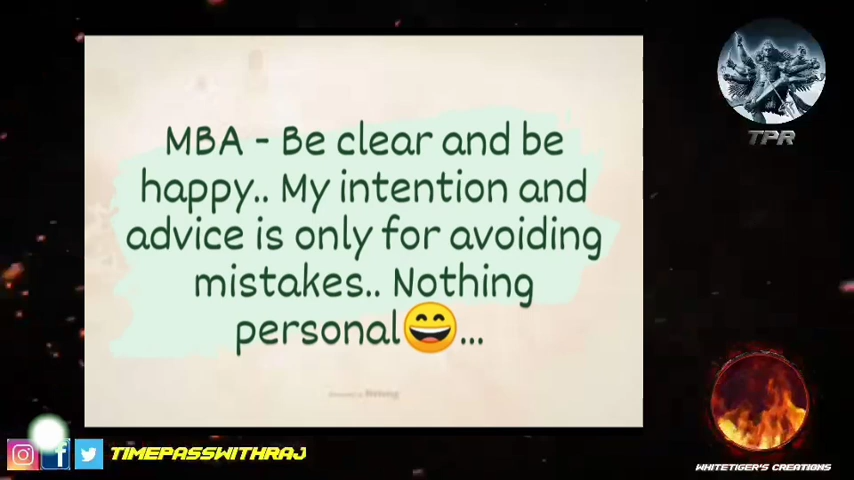 MBA - Be clear and be
happy.. My intention and
advice is only for avoiding
mistakes.. Nothing
personal😄...
TPR
TIMEPASSWITHRAJ
WHITETIGER'S CREATIONS